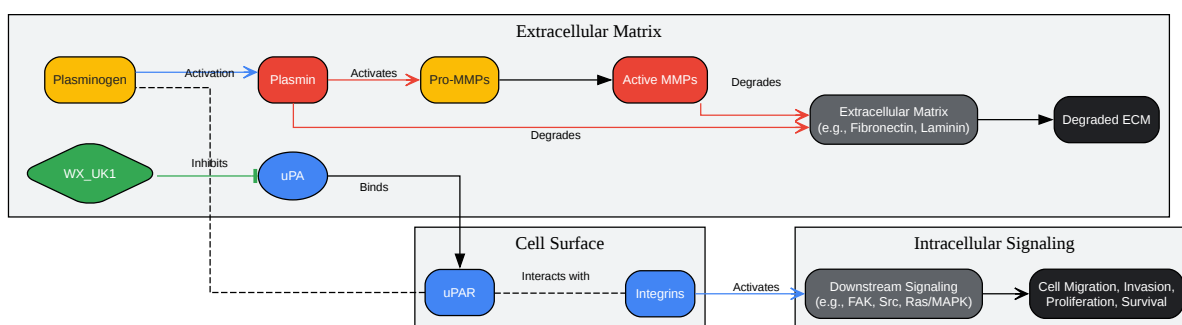 Extracellular Matrix
Plasminogen
Activation
Plasmin
Activates
Pro-MMPs
Active MMPs
Degrades
Extracellular Matrix
(e.g., Fibronectin, Laminin)
Degraded ECM
Degrades
WX_UK1
Inhibits
uPA
Binds
Cell Surface
uPAR
Interacts with
Integrins
Activates
Intracellular Signaling
Downstream Signaling
(e.g., FAK, Src, Ras/MAPK)
Cell Migration, Invasion,
Proliferation, Survival